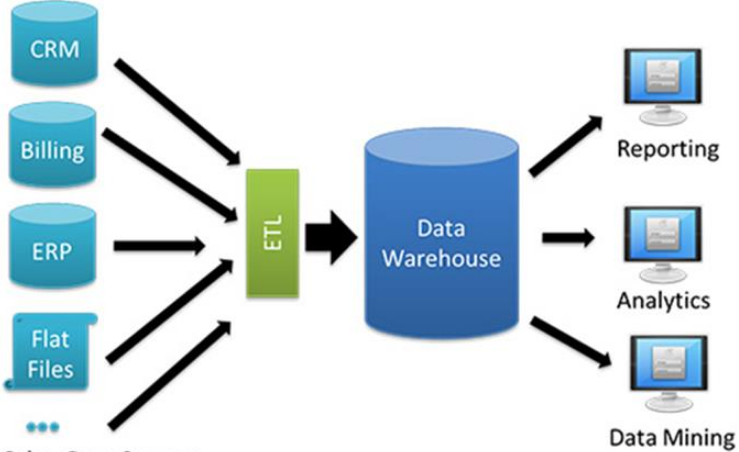 CRM
Billing
ERP
Flat
Files
ETL
Data
Warehouse
Reporting
Analytics
Data Mining